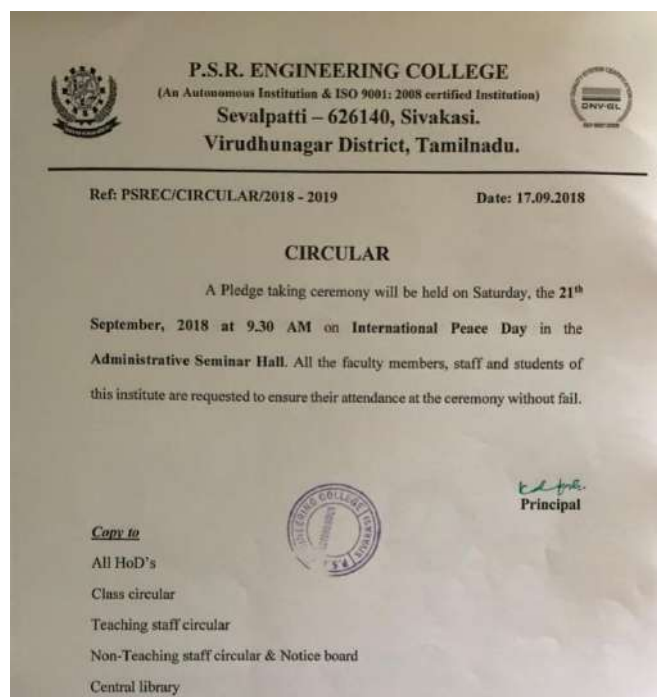 P.S.R. ENGINEERING COLLEGE
(An Autonomous Institution & ISO 9001: 2008 certified Institution)
Sevalpatti – 626140, Sivakasi.
Virudhunagar District, Tamilnadu.
DNV·GL
Ref: PSREC/CIRCULAR/2018 - 2019 Date: 17.09.2018
CIRCULAR
A Pledge taking ceremony will be held on Saturday, the 21th
September, 2018 at 9.30 AM on International Peace Day in the
Administrative Seminar Hall. All the faculty members, staff and students of
this institute are requested to ensure their attendance at the ceremony without fail.
Principal
Copy to
All HoD's
Class circular
Teaching staff circular
Non-Teaching staff circular & Notice board
Central library